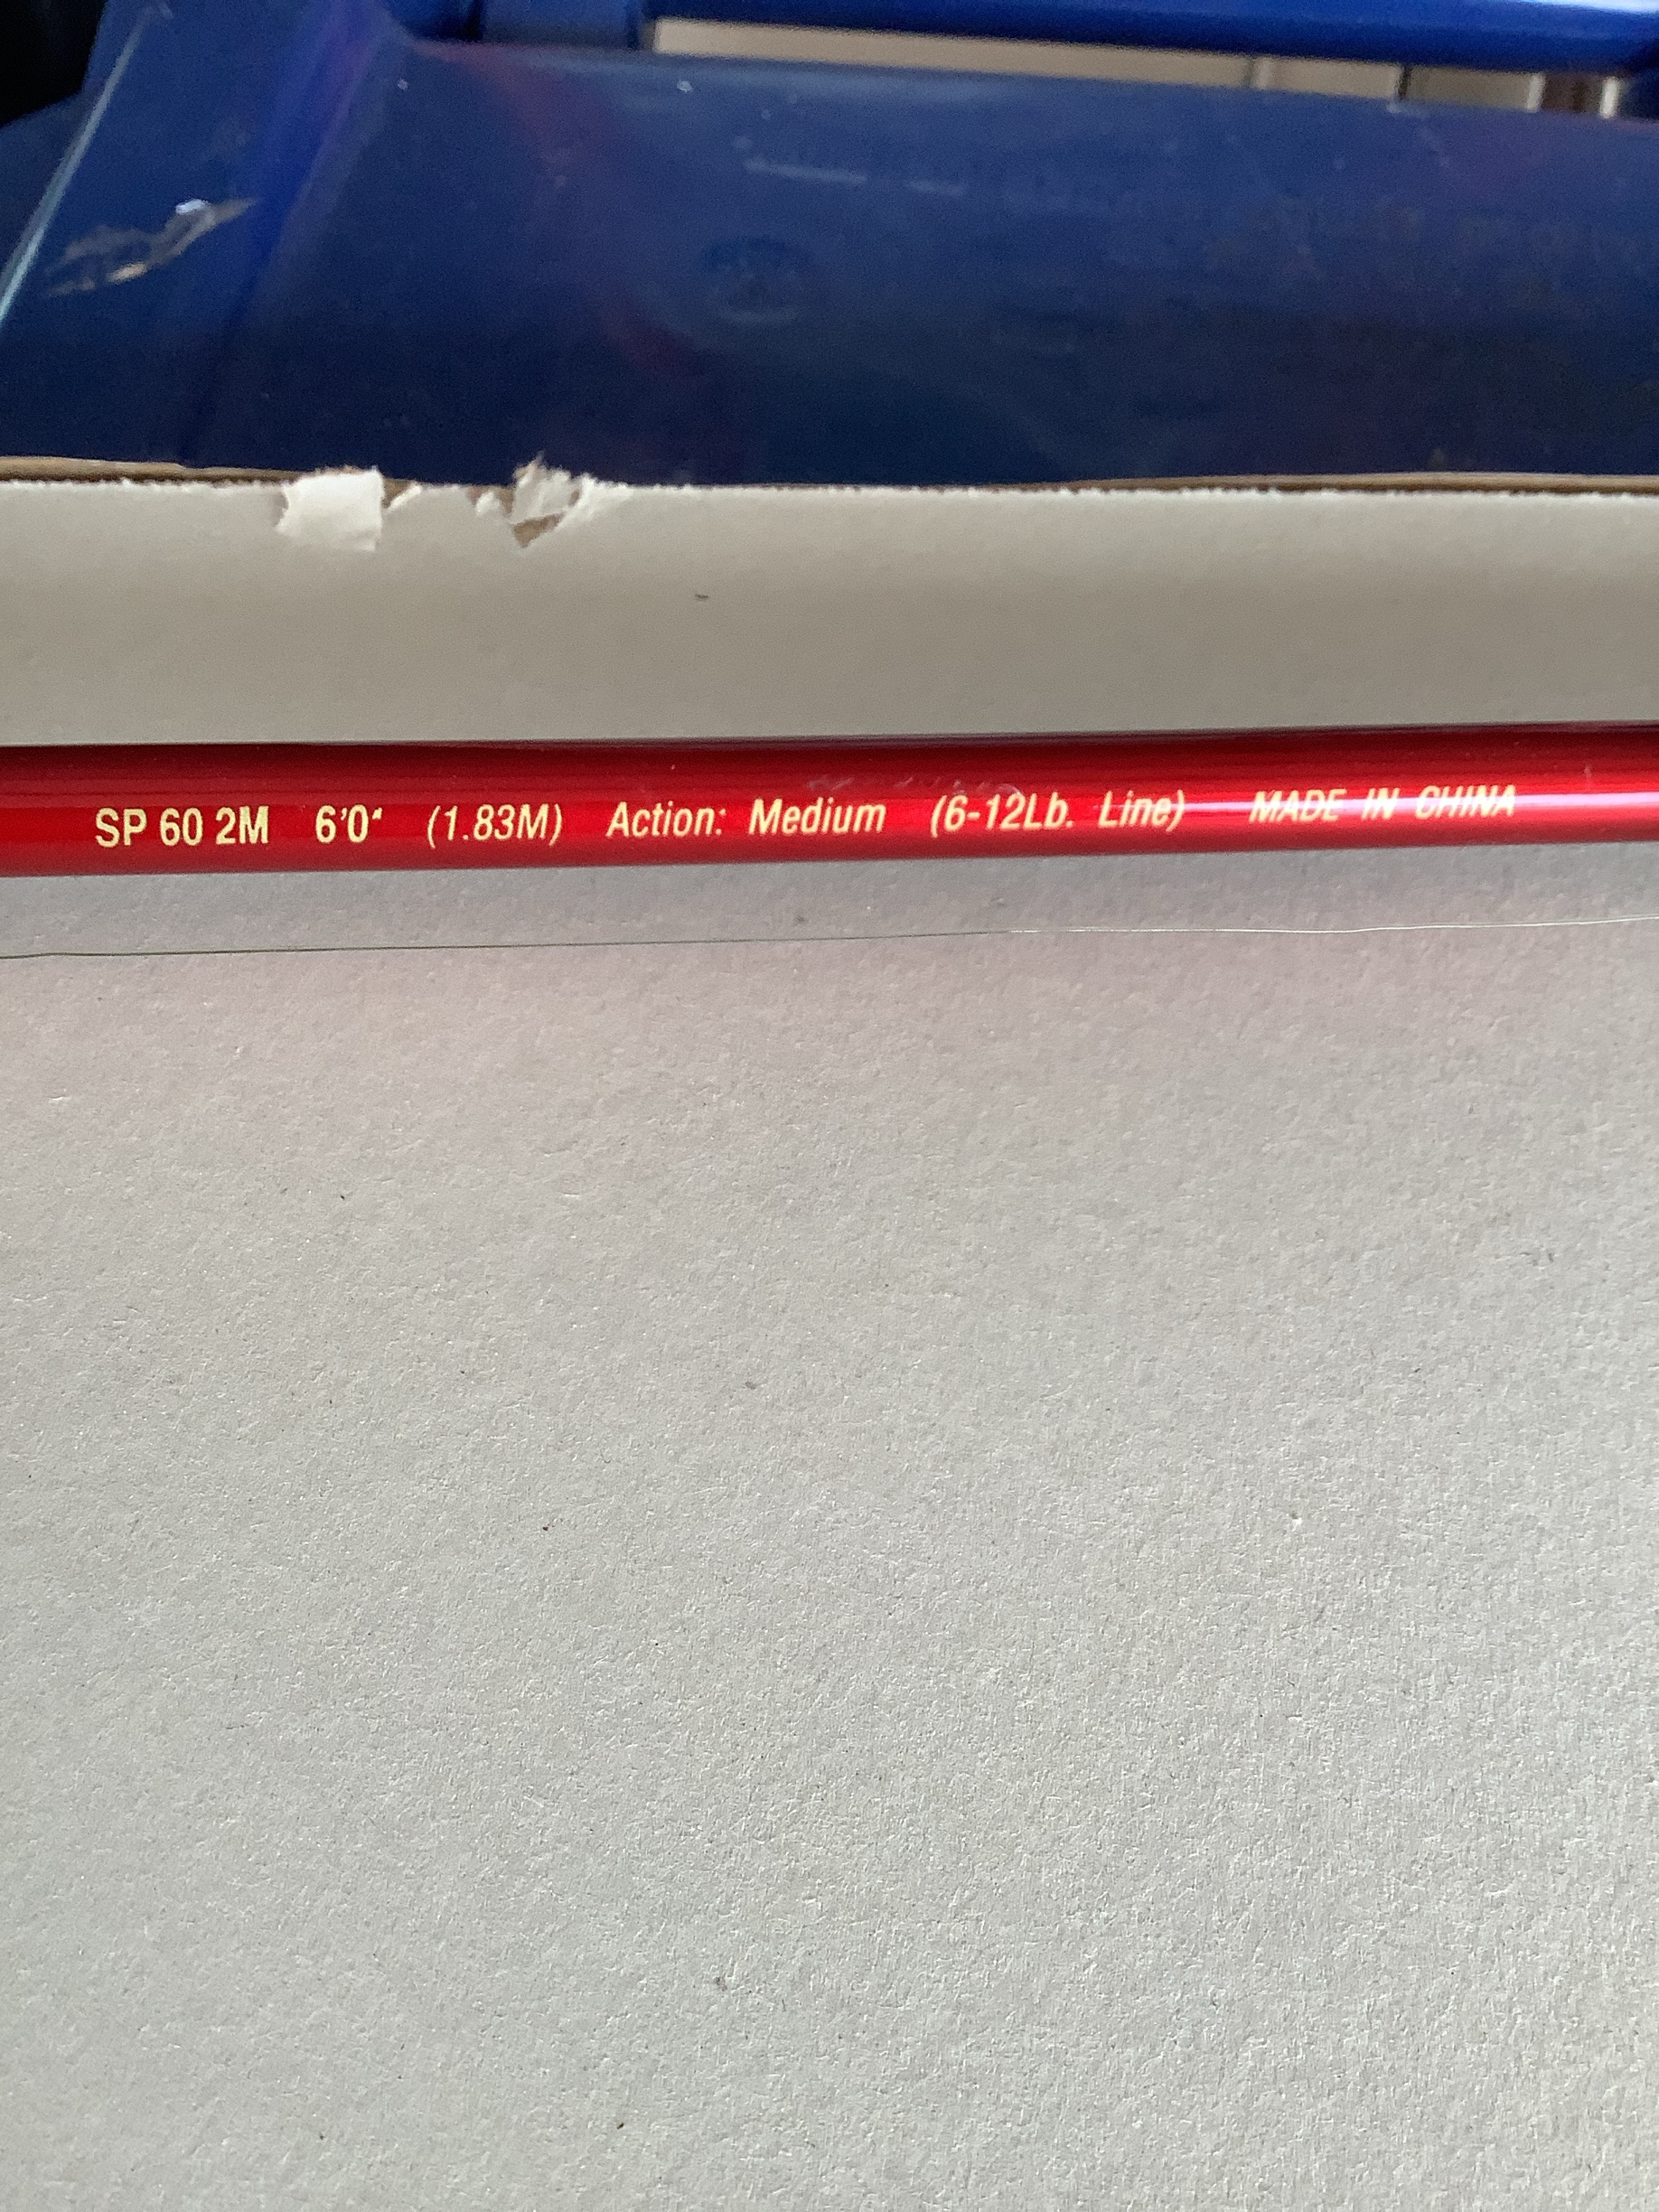 SP 60 2M 6'0" (1.83M) Action: Medium (6-12Lb. Line) MADE IN CHINA